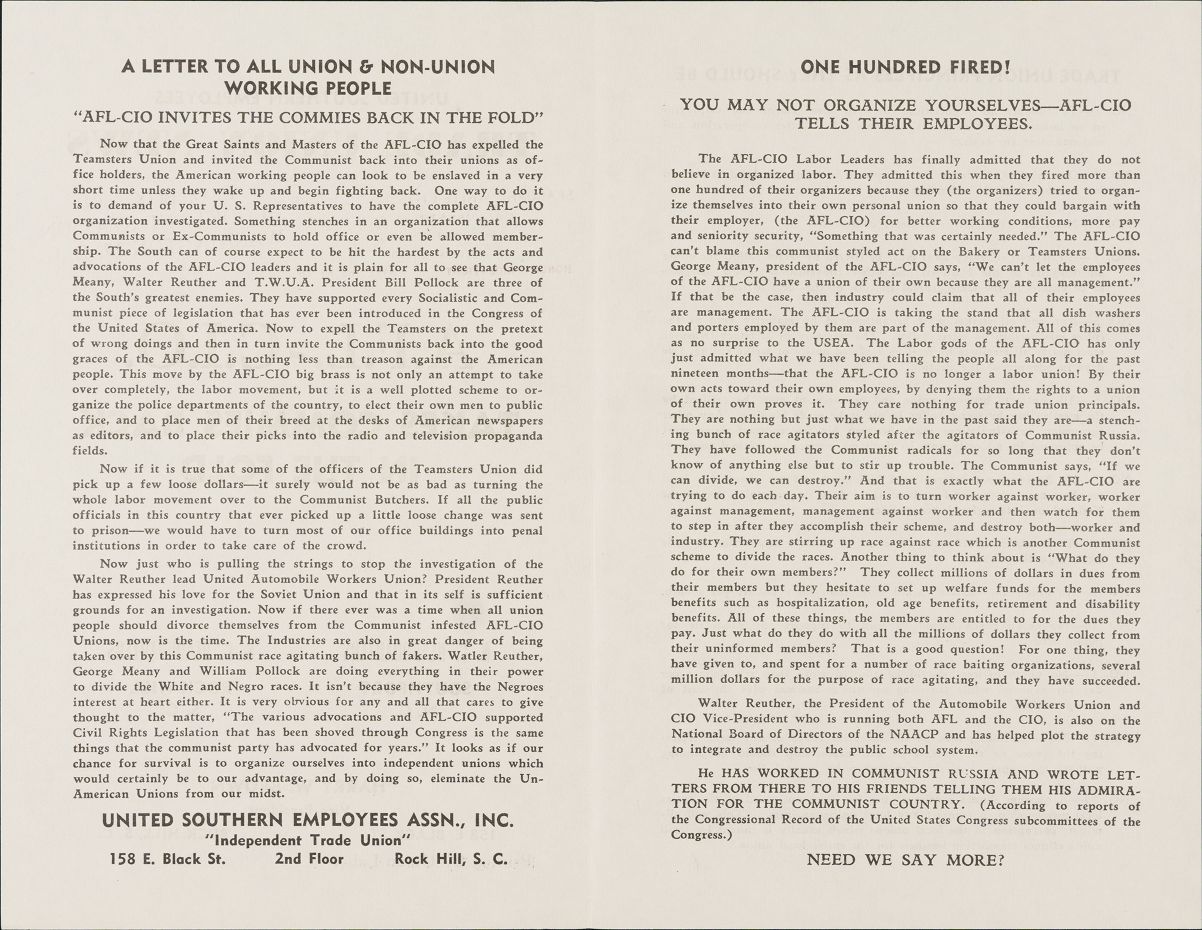 A LETTER TO ALL UNION & NON-UNION
WORKING PEOPLE
“AFL-CIO INVITES THE COMMIES BACK IN THE FOLD”
Now that the Great Saints and Masters of the AFL-CIO has expelled the
Teamsters Union and invited the Communist back into their unions as of-
fice holders, the American working people can look to be enslaved in a very
short time unless they wake up and begin fighting back. One way to do it
is to demand of your U. S. Representatives to have the complete AFL-CIO
organization investigated. Something stenches in an organization that allows
Communists or Ex-Communists to hold office or even be allowed member-
ship. The South can of course expect to be hit the hardest by the acts and
advocations of the AFL-CIO leaders and it is plain for all to see that George
Meany, Walter Reuther and T.W.U.A. President Bill Pollock are three of
the South's greatest enemies. They have supported every Socialistic and Com-
munist piece of legislation that has ever been introduced in the Congress of
the United States of America. Now to expell the Teamsters on the pretext
of wrong doings and then in turn invite the Communists back into the good
graces of the AFL-CIO is nothing less than treason against the American
people. This move by the AFL-CIO big brass is not only an attempt to take
over completely, the labor movement, but it is a well plotted scheme to or-
ganize the police departments of the country, to elect their own men to public
office, and to place men of their breed at the desks of American newspapers
as editors, and to place their picks into the radio and television propaganda
fields.
Now if it is true that some of the officers of the Teamsters Union did
pick up a few loose dollars—it surely would not be as bad as turning the
whole labor movement over to the Communist Butchers. If all the public
officials in this country that ever picked up a little loose change was sent
to prison—we would have to turn most of our office buildings into penal
institutions in order to take care of the crowd.
Now just who is pulling the strings to stop the investigation of the
Walter Reuther lead United Automobile Workers Union? President Reuther
has expressed his love for the Soviet Union and that in its self is sufficient
grounds for an investigation. Now if there ever was a time when all union
people should divorce themselves from the Communist infested AFL-CIO
Unions, now is the time. The Industries are also in great danger of being
taken over by this Communist race agitating bunch of fakers. Watler Reuther,
George Meany and William Pollock are doing everything in their power
to divide the White and Negro races. It isn't because they have the Negroes
interest at heart either. It is very obvious for any and all that cares to give
thought to the matter, “The various advocations and AFL-CIO supported
Civil Rights Legislation that has been shoved through Congress is the same
things that the communist party has advocated for years.” It looks as if our
chance for survival is to organize ourselves into independent unions which
would certainly be to our advantage, and by doing so, eleminate the Un-
American Unions from our midst.
UNITED SOUTHERN EMPLOYEES ASSN., INC.
“Independent Trade Union”
158 E. Black St. 2nd Floor Rock Hill, S. C.
ONE HUNDRED FIRED!
YOU MAY NOT ORGANIZE YOURSELVES—AFL-CIO
TELLS THEIR EMPLOYEES.
The AFL-CIO Labor Leaders has finally admitted that they do not
believe in organized labor. They admitted this when they fired more than
one hundred of their organizers because they (the organizers) tried to organ-
ize themselves into their own personal union so that they could bargain with
their employer, (the AFL-CIO) for better working conditions, more pay
and seniority security, “Something that was certainly needed.” The AFL-CIO
can't blame this communist styled act on the Bakery or Teamsters Unions.
George Meany, president of the AFL-CIO says, “We can't let the employees
of the AFL-CIO have a union of their own because they are all management.”
If that be the case, then industry could claim that all of their employees
are management. The AFL-CIO is taking the stand that all dish washers
and porters employed by them are part of the management. All of this comes
as no surprise to the USEA. The Labor gods of the AFL-CIO has only
just admitted what we have been telling the people all along for the past
nineteen months—that the AFL-CIO is no longer a labor union! By their
own acts toward their own employees, by denying them the rights to a union
of their own proves it. They care nothing for trade union principals.
They are nothing but just what we have in the past said they are—a stench-
ing bunch of race agitators styled after the agitators of Communist Russia.
They have followed the Communist radicals for so long that they don't
know of anything else but to stir up trouble. The Communist says, “If we
can divide, we can destroy.” And that is exactly what the AFL-CIO are
trying to do each day. Their aim is to turn worker against worker, worker
against management, management against worker and then watch for them
to step in after they accomplish their scheme, and destroy both—worker and
industry. They are stirring up race against race which is another Communist
scheme to divide the races. Another thing to think about is “What do they
do for their own members?” They collect millions of dollars in dues from
their members but they hesitate to set up welfare funds for the members
benefits such as hospitalization, old age benefits, retirement and disability
benefits. All of these things, the members are entitled to for the dues they
pay. Just what do they do with all the millions of dollars they collect from
their uninformed members? That is a good question! For one thing, they
have given to, and spent for a number of race baiting organizations, several
million dollars for the purpose of race agitating, and they have succeeded.
Walter Reuther, the President of the Automobile Workers Union and
CIO Vice-President who is running both AFL and the CIO, is also on the
National Board of Directors of the NAACP and has helped plot the strategy
to integrate and destroy the public school system.
He HAS WORKED IN COMMUNIST RUSSIA AND WROTE LET-
TERS FROM THERE TO HIS FRIENDS TELLING THEM HIS ADMIRA-
TION FOR THE COMMUNIST COUNTRY. (According to reports of
the Congressional Record of the United States Congress subcommittees of the
Congress.)
NEED WE SAY MORE?